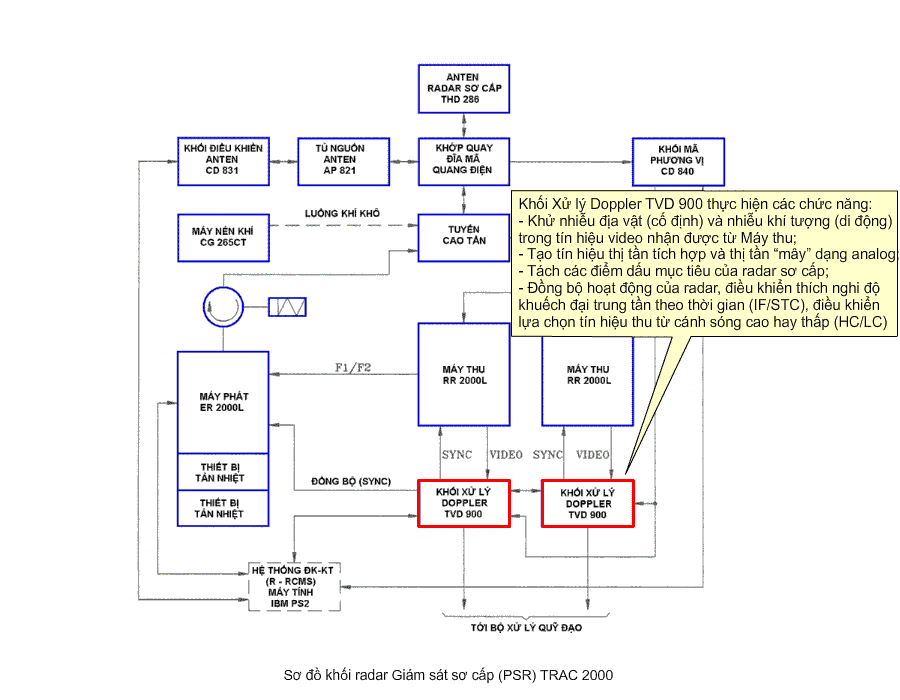 ANTEN
RADAR SƠ CẤP
THD 286
KHỐI ĐIỀU KHIỂN
ANTEN
CD 831
TỦ NGUỒN
ANTEN
AP 821
KHỚP QUAY
ĐĨA MÃ
QUANG ĐIỆN
KHỐI MÃ
PHƯƠNG VỊ
CD 840
MÁY NÉN KHÍ
CG 265CT
LUỒNG KHÍ KHÔ
TUYẾN
CAO TẦN
Khối Xử lý Doppler TVD 900 thực hiện các chức năng:
- Khử nhiễu địa vật (cố định) và nhiễu khí tượng (di động)
trong tín hiệu video nhận được từ Máy thu;
- Tạo tín hiệu thị tần tích hợp và thị tần “mây” dạng analog;
- Tách các điểm dấu mục tiêu của radar sơ cấp;
- Đồng bộ hoạt động của radar, điều khiển thích nghi độ
khuếch đại trung tần theo thời gian (IF/STC), điều khiển
lựa chọn tín hiệu thu từ cánh sóng cao hay thấp (HC/LC)
F1/F2
MÁY THU
RR 2000L
MÁY THU
RR 2000L
MÁY PHÁT
ER 2000L
THIẾT BỊ
TẢN NHIỆT
THIẾT BỊ
TẢN NHIỆT
SYNC
VIDEO
SYNC
VIDEO
ĐỒNG BỘ (SYNC)
KHỐI XỬ LÝ
DOPPLER
TVD 900
KHỐI XỬ LÝ
DOPPLER
TVD 900
HỆ THỐNG ĐK-KT
(R - RCMS)
MÁY TÍNH
IBM PS2
TỚI BỘ XỬ LÝ QUỸ ĐẠO
Sơ đồ khối radar Giám sát sơ cấp (PSR) TRAC 2000